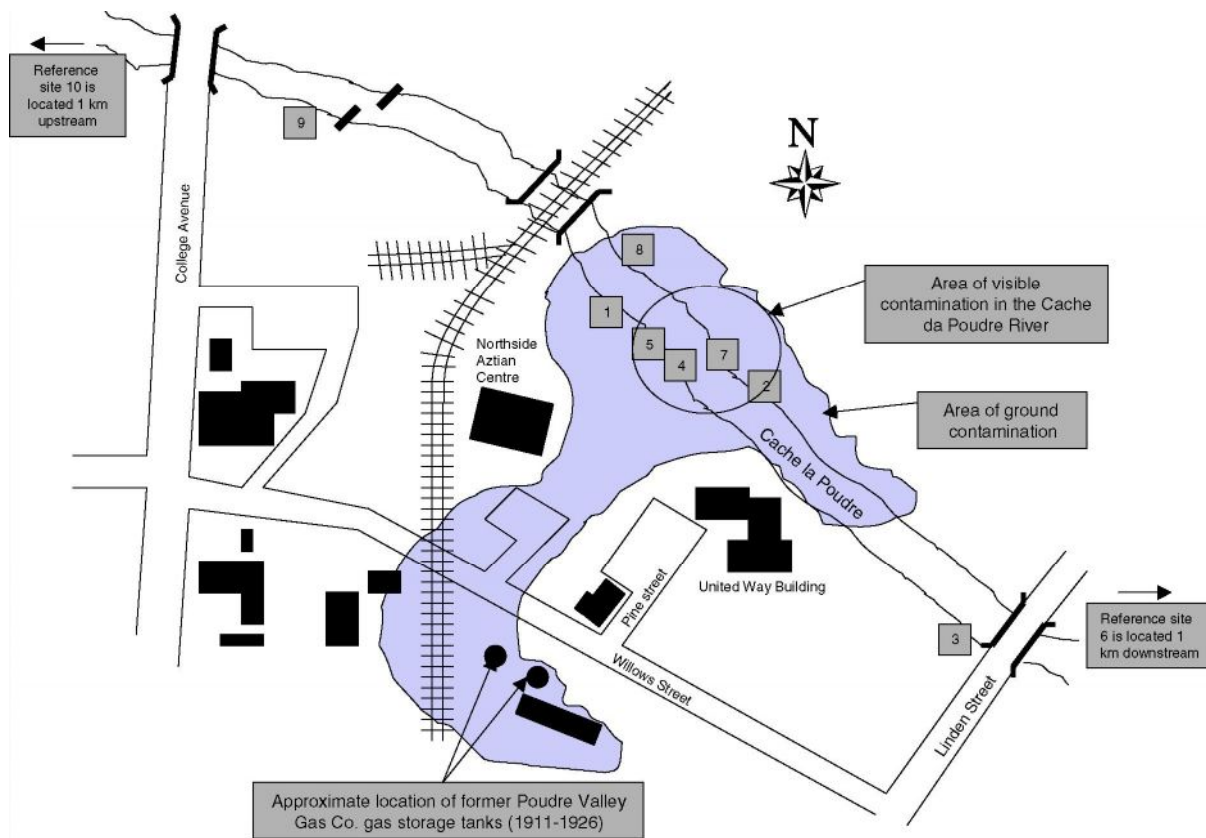 Reference
site 10 is
located 1 km
upstream
9
N
College Avenue
8
1
5
4
7
2
Area of visible
contamination in the Cache
da Poudre River
Northside
Aztian
Centre
Area of ground
contamination
Cache la Poudre
United Way Building
Pine street
Willows Street
3
Linden Street
Reference site
6 is located 1
km downstream
Approximate location of former Poudre Valley
Gas Co. gas storage tanks (1911-1926)